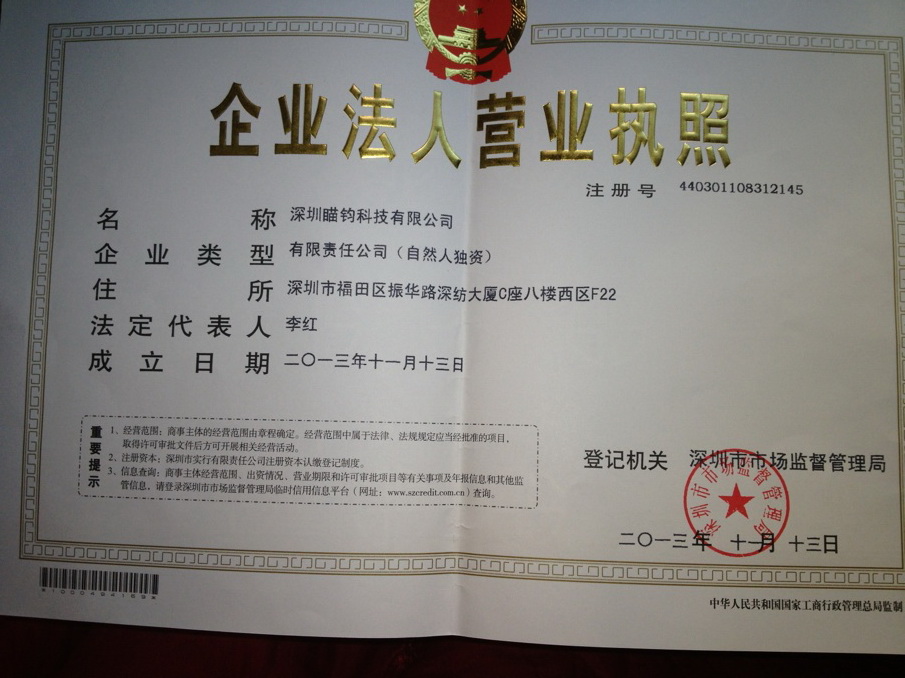 企业法人营业执照
注册号 440301108312145
名称 深圳瞄钧科技有限公司
企业类型 有限责任公司（自然人独资）
住所 深圳市福田区振华路深纺大厦C座八楼西区F22
法定代表人 李红
成立日期 二〇一三年十一月十三日
重要提示
1、经营范围：商事主体的经营范围由章程确定。经营范围中属于法律、法规规定应当经批准的项目，
取得许可审批文件后方可开展相关经营活动。
2、注册资本：深圳市实行有限责任公司注册资本认缴登记制度。
3、信息查询：商事主体经营范围、出资情况、营业期限和许可审批项目等有关事项及年报信息和其他监
管信息，请登录深圳市市场监督管理局临时信用信息平台（网址：www.szcredit.com.cn）查询。
登记机关 深圳市市场监督管理局
深圳市市场监督管理局
二〇一三年 十一月 十三日
中华人民共和国国家工商行政管理总局监制